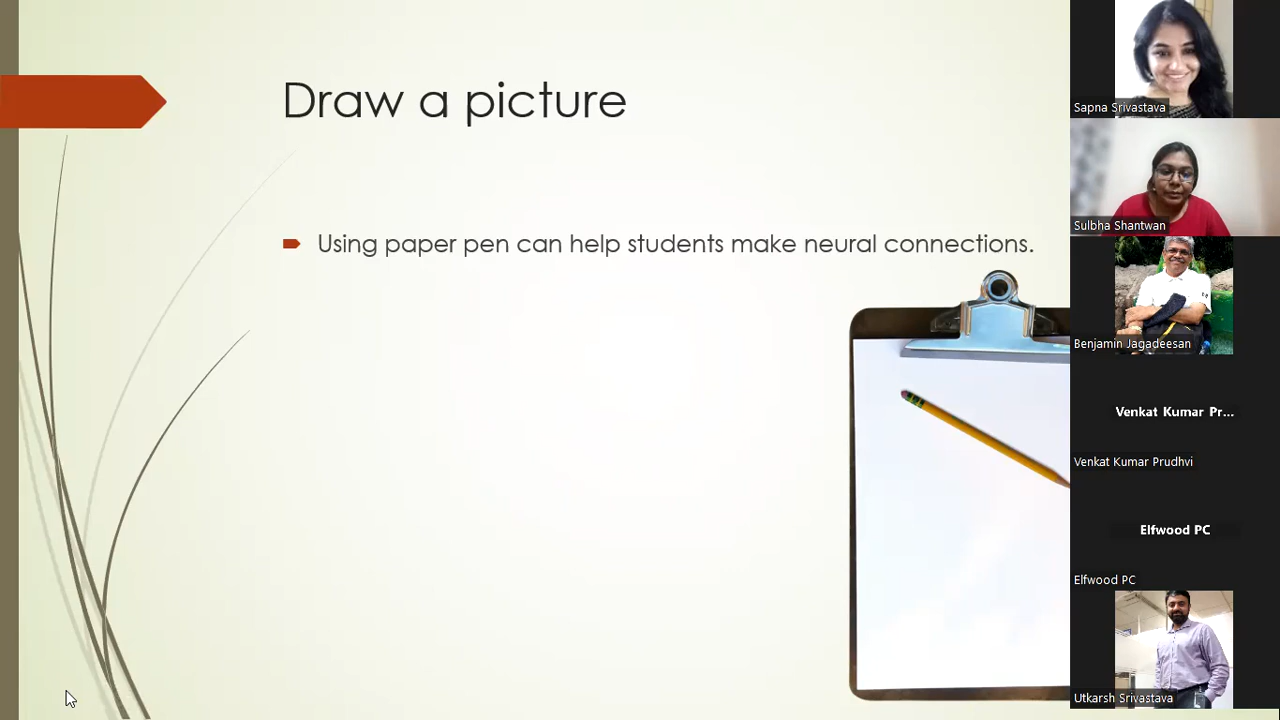 Draw a picture
Using paper pen can help students make neural connections.
Sapna Srivastava
Sulbha Shantwan
Benjamin Jagadeesan
Venkat Kumar Pr...
Venkat Kumar Prudhvi
Elfwood PC
Elfwood PC
Utkarsh Srivastava